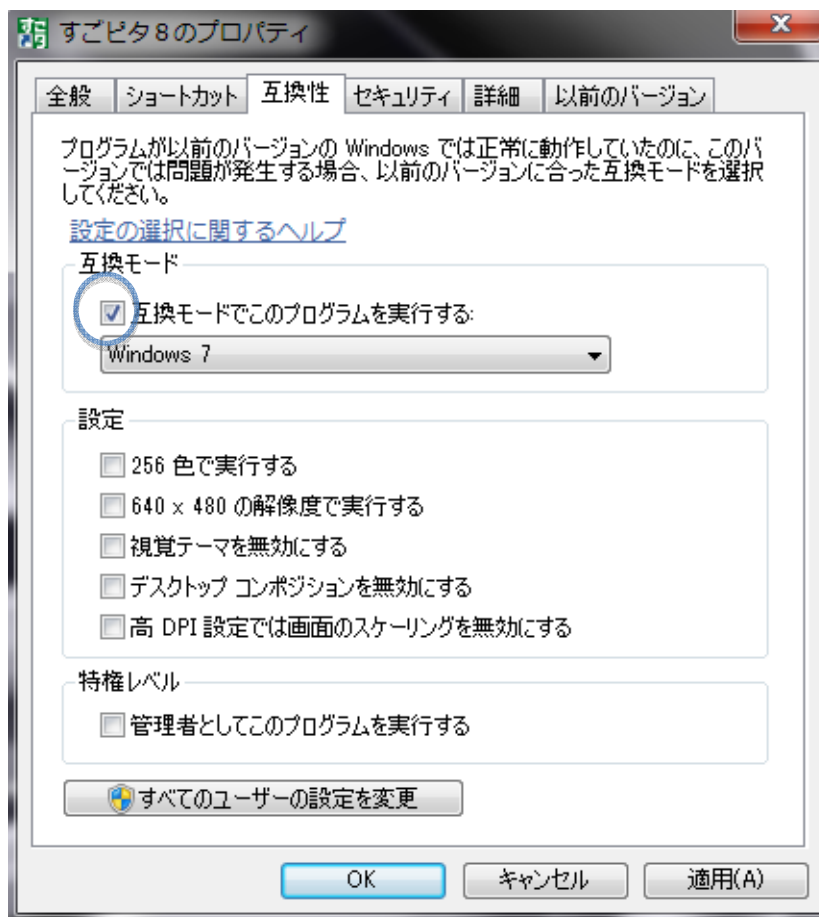 すごピタ8のプロパティ
全般 ショートカット 互換性 セキュリティ 詳細 以前のバージョン
プログラムが以前のバージョンの Windows では正常に動作していたのに、このバ
ージョンでは問題が発生する場合、以前のバージョンに合った互換モードを選択
してください。
設定の選択に関するヘルプ
互換モード
互換モードでこのプログラムを実行する:
Windows 7
設定
256 色で実行する
640 x 480 の解像度で実行する
視覚テーマを無効にする
デスクトップ コンポジションを無効にする
高 DPI 設定では画面のスケーリングを無効にする
特権レベル
管理者としてこのプログラムを実行する
すべてのユーザーの設定を変更
OK キャンセル 適用(A)